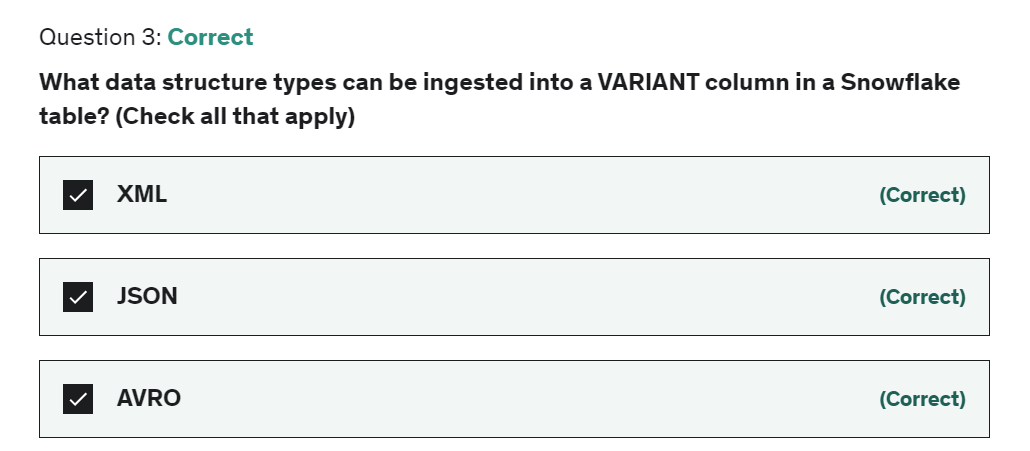 Question 3: Correct
What data structure types can be ingested into a VARIANT column in a Snowflake
table? (Check all that apply)
XML (Correct)
JSON (Correct)
AVRO (Correct)